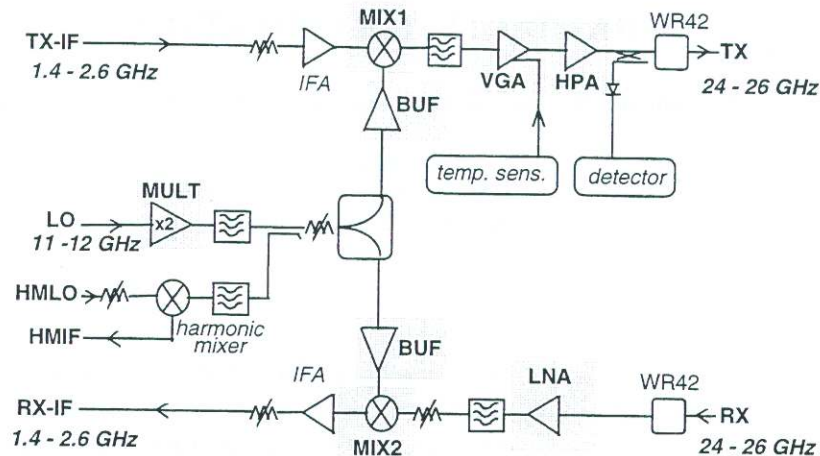 MIX1
WR42
TX-IF
TX
1.4 - 2.6 GHz
IFA
VGA
HPA
24 - 26 GHz
BUF
temp. sens.
detector
MULT
LO
x2
11 -12 GHz
HMLO
HMIF
harmonic
mixer
BUF
IFA
LNA
WR42
RX-IF
RX
1.4 - 2.6 GHz
MIX2
24 - 26 GHz